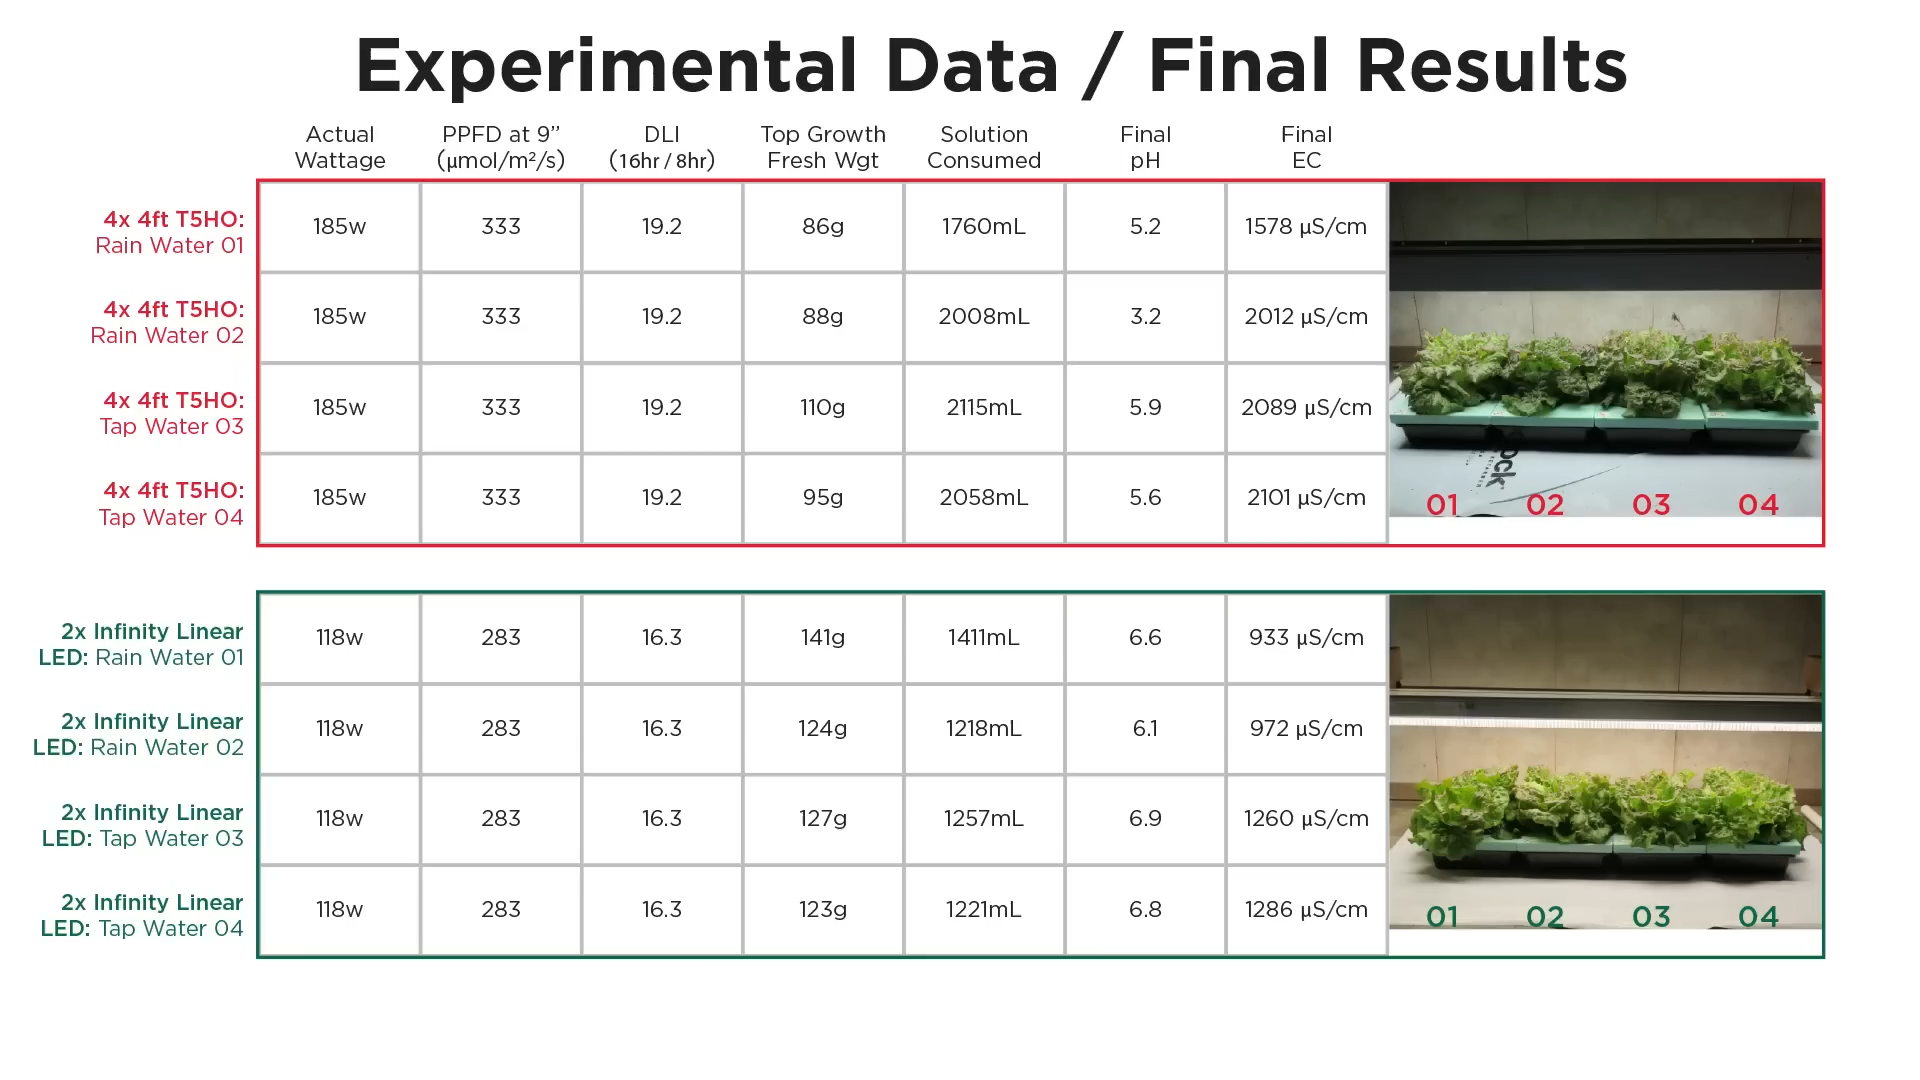 Experimental Data / Final Results
Actual Wattage PPFD at 9” (µmol/m²/s) DLI (16hr / 8hr) Top Growth Fresh Wgt Solution Consumed Final pH Final EC
4x 4ft T5HO: Rain Water 01 185w 333 19.2 86g 1760mL 5.2 1578 µS/cm
4x 4ft T5HO: Rain Water 02 185w 333 19.2 88g 2008mL 3.2 2012 µS/cm
4x 4ft T5HO: Tap Water 03 185w 333 19.2 110g 2115mL 5.9 2089 µS/cm
4x 4ft T5HO: Tap Water 04 185w 333 19.2 95g 2058mL 5.6 2101 µS/cm
01 02 03 04
2x Infinity Linear LED: Rain Water 01 118w 283 16.3 141g 1411mL 6.6 933 µS/cm
2x Infinity Linear LED: Rain Water 02 118w 283 16.3 124g 1218mL 6.1 972 µS/cm
2x Infinity Linear LED: Tap Water 03 118w 283 16.3 127g 1257mL 6.9 1260 µS/cm
2x Infinity Linear LED: Tap Water 04 118w 283 16.3 123g 1221mL 6.8 1286 µS/cm
01 02 03 04